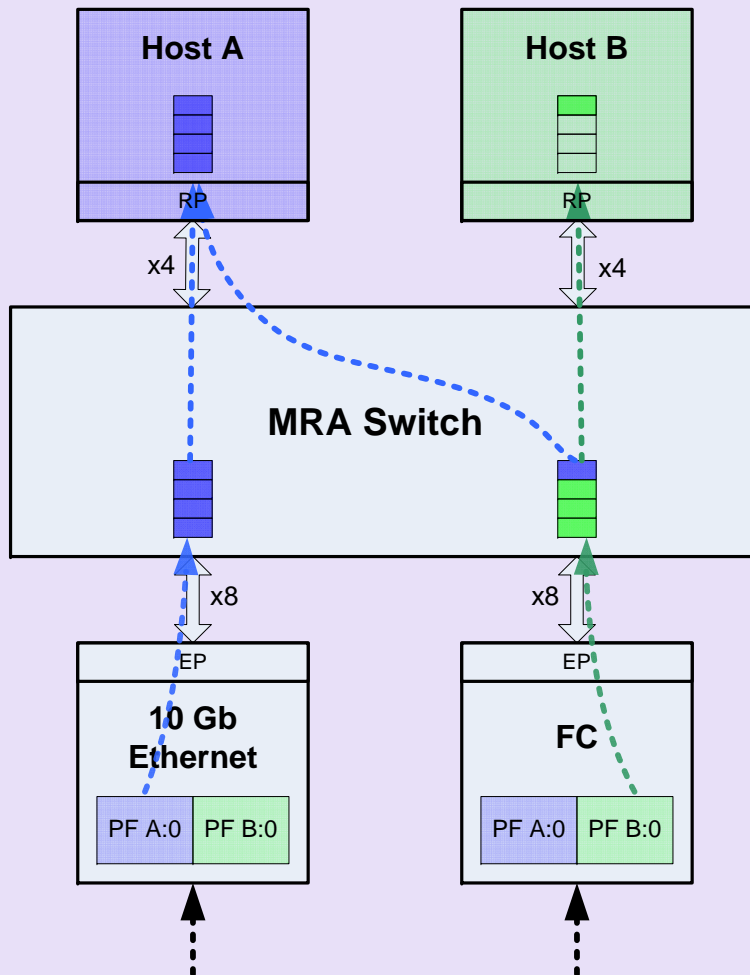 Host A
Host B
RP
RP
x4
x4
MRA Switch
x8
x8
EP
EP
10 Gb
Ethernet
FC
PF A:0
PF B:0
PF A:0
PF B:0